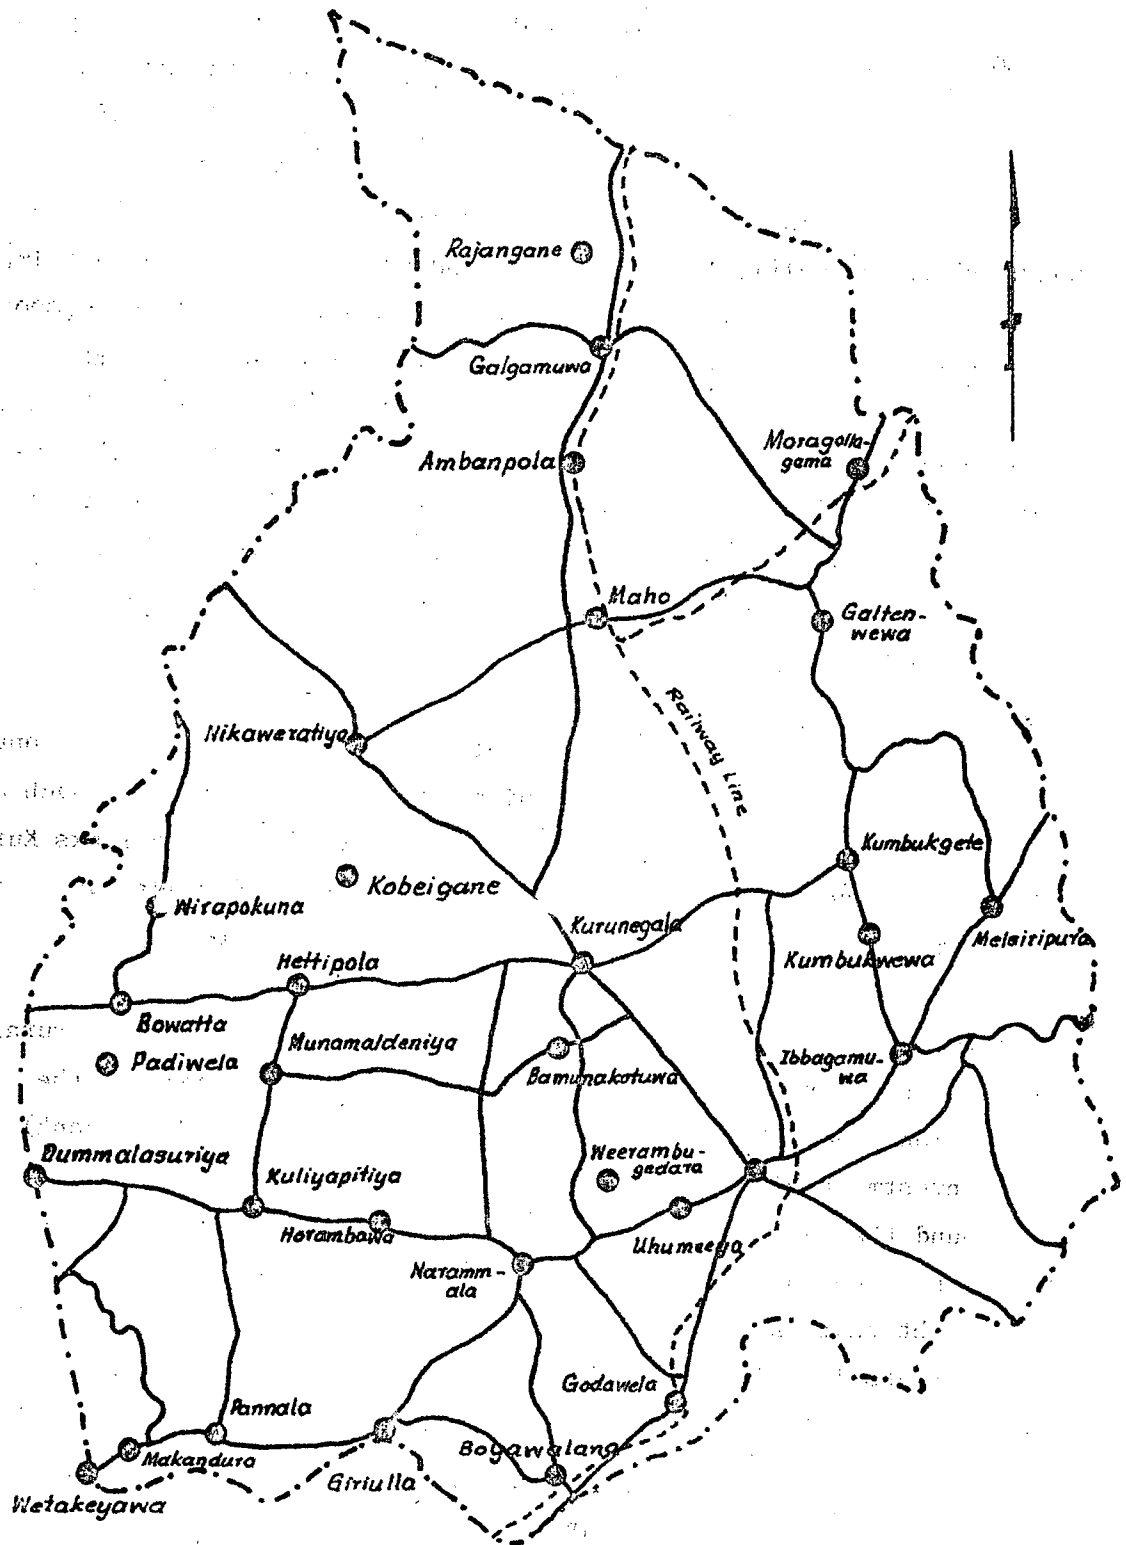 Rajangane
Galgamuwa
Ambanpola
Moragolla-
gama
Maho
Galten-
wewa
Railway Line
Nikaweratiya
Kumbukgete
Kobeigane
Wirapokuna
Kurunegala
Melsiripura
Kumbukwewa
Hettipola
Bowatta
Munamaldeniya
Ibbagamu-
wa
Padiwela
Bamunakotuwa
Dummalasuriya
Kuliyapitiya
Weerambu-
gedara
Horambawa
Uhumeeya
Naramm-
ala
Godawela
Pannala
Bogawalana
Makandura
Giriulla
Wetakeyawa